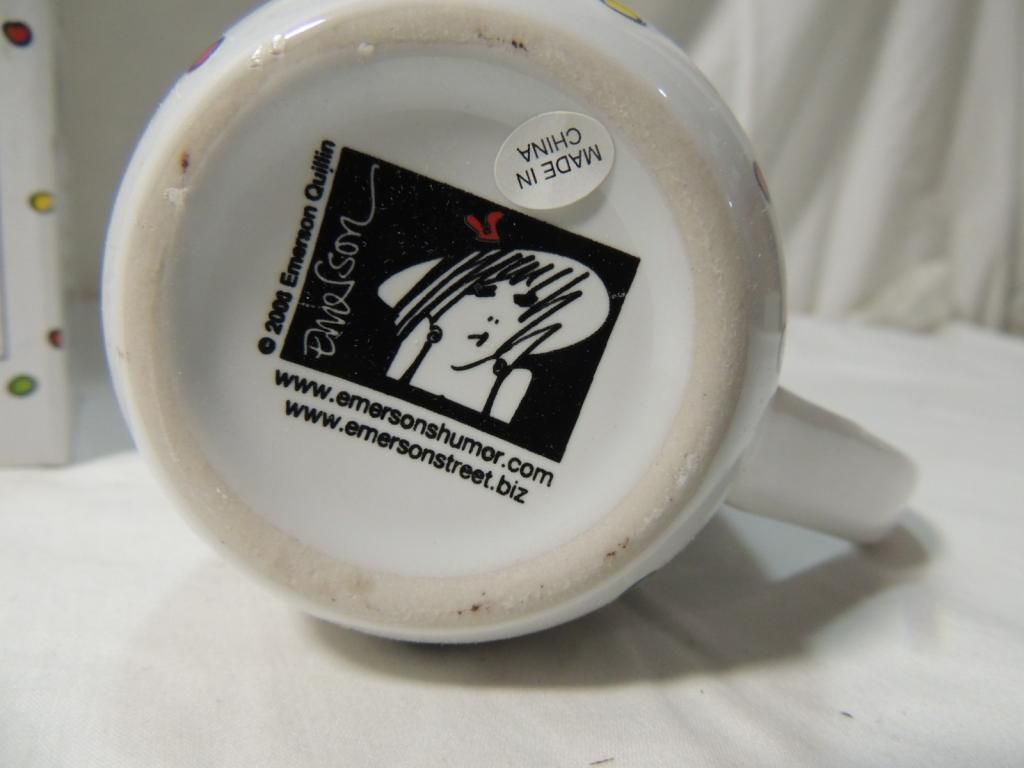 © 2008 Emerson Quillin
emerson
www.emersonshumor.com
www.emersonstreet.biz
MADE IN
CHINA